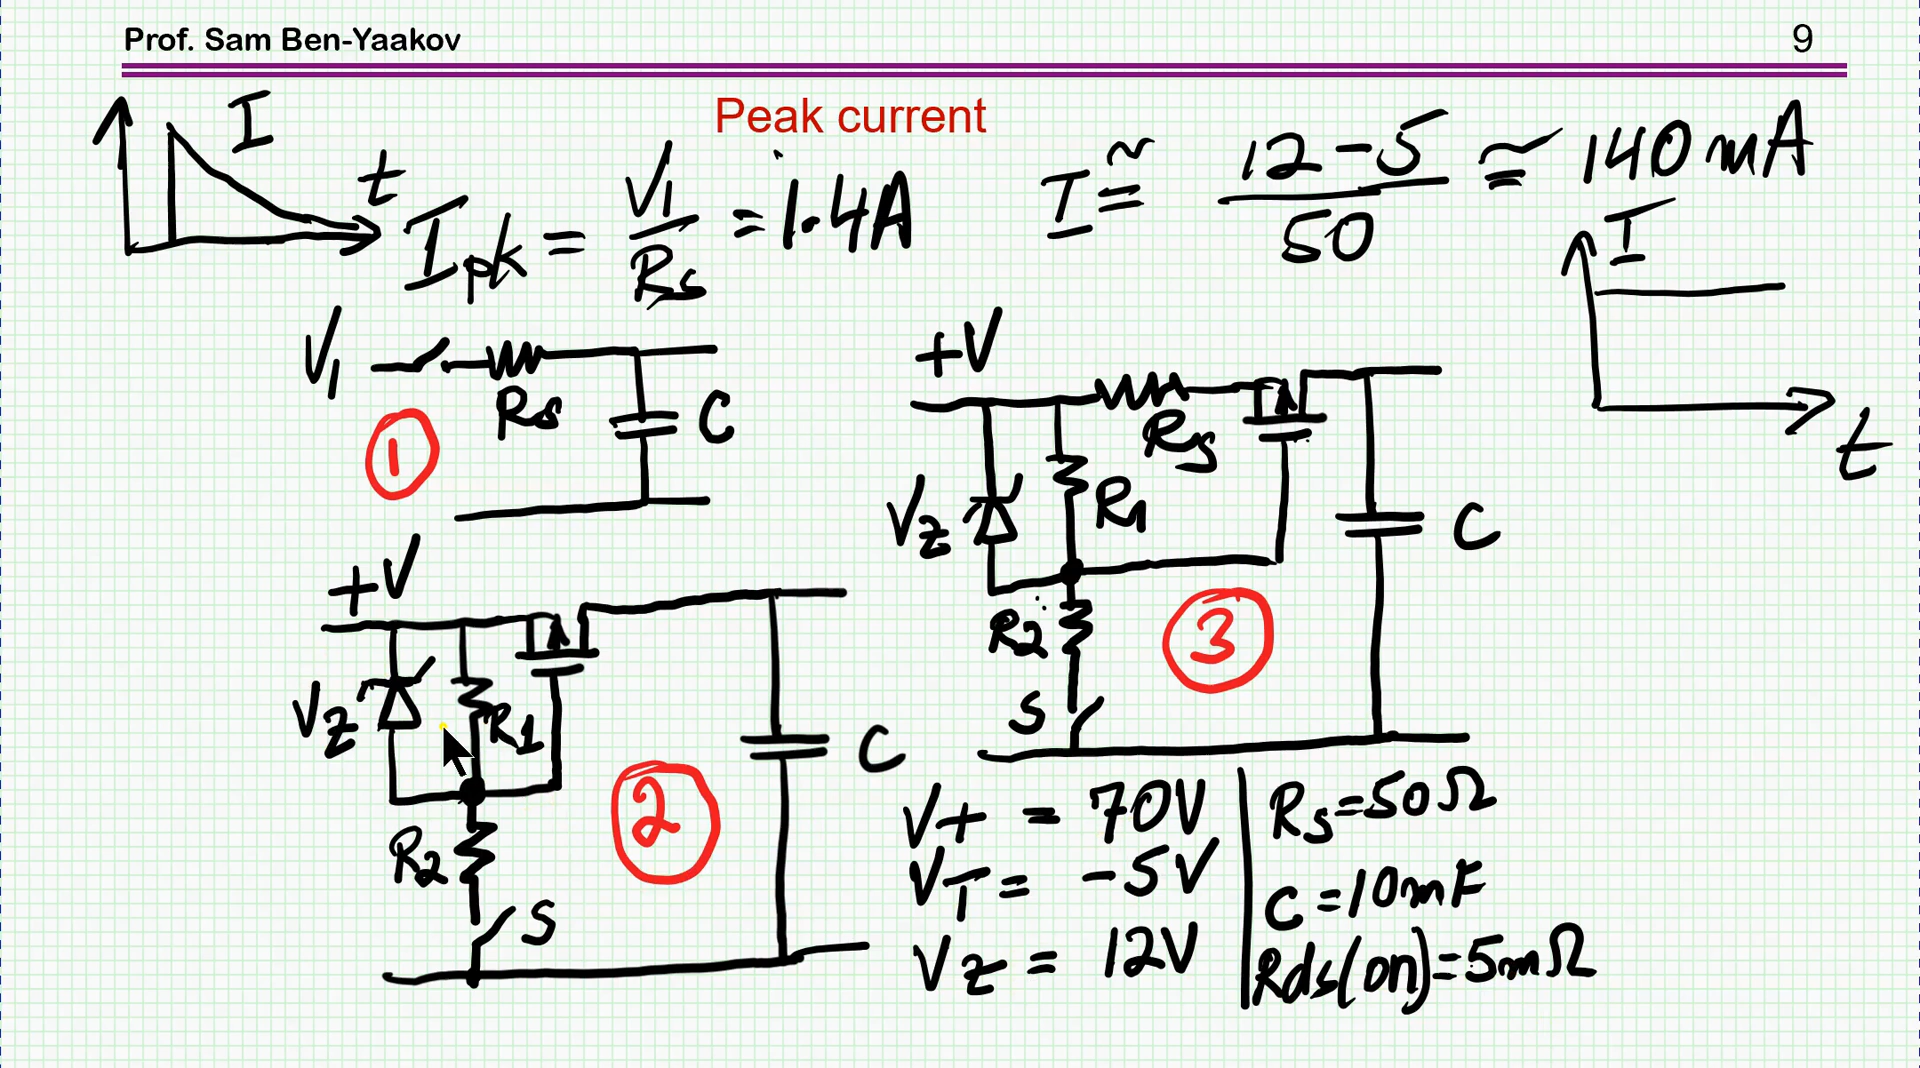 Prof. Sam Ben-Yaakov
9
Peak current
I
t
Ipk = V1/Rs = 1.4A
I ≅ 12-5/50 ≅ 140mA
I
t
V1
Rs
C
1
+V
Rs
Vz
R1
C
R2
S
3
+V
Vz
R1
C
R2
S
2
V+ = 70V
VT = -5V
Vz = 12V
Rs=50Ω
C=10mF
Rds(on)=5mΩ